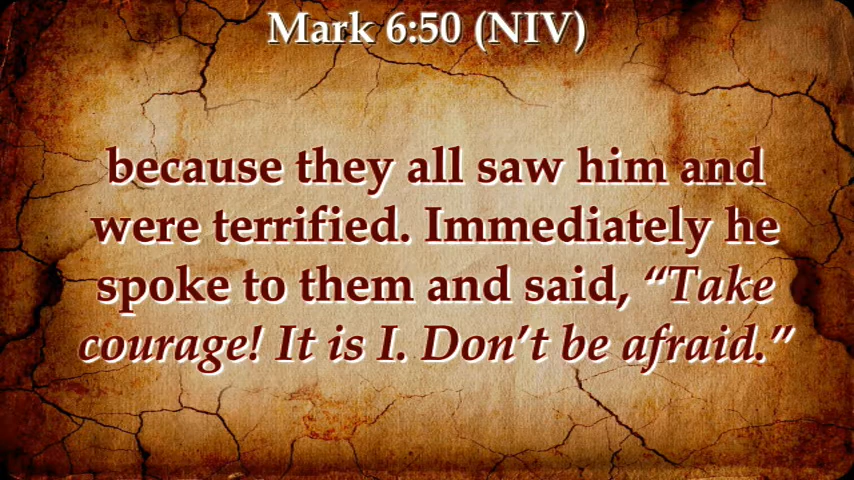 Mark 6:50 (NIV)
because they all saw him and
were terrified. Immediately he
spoke to them and said, “Take
courage! It is I. Don’t be afraid.”